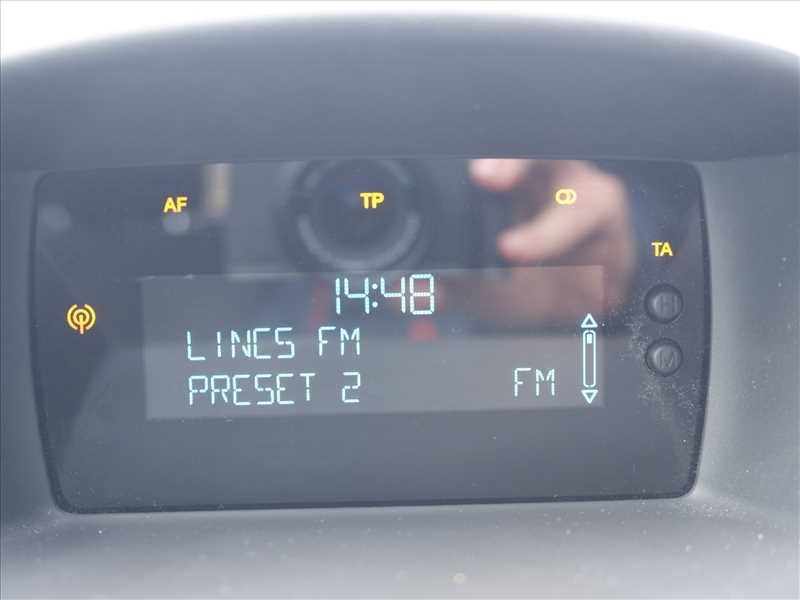 AF TP
TA
14:48
LINCS FM
PRESET 2 FM
H
M